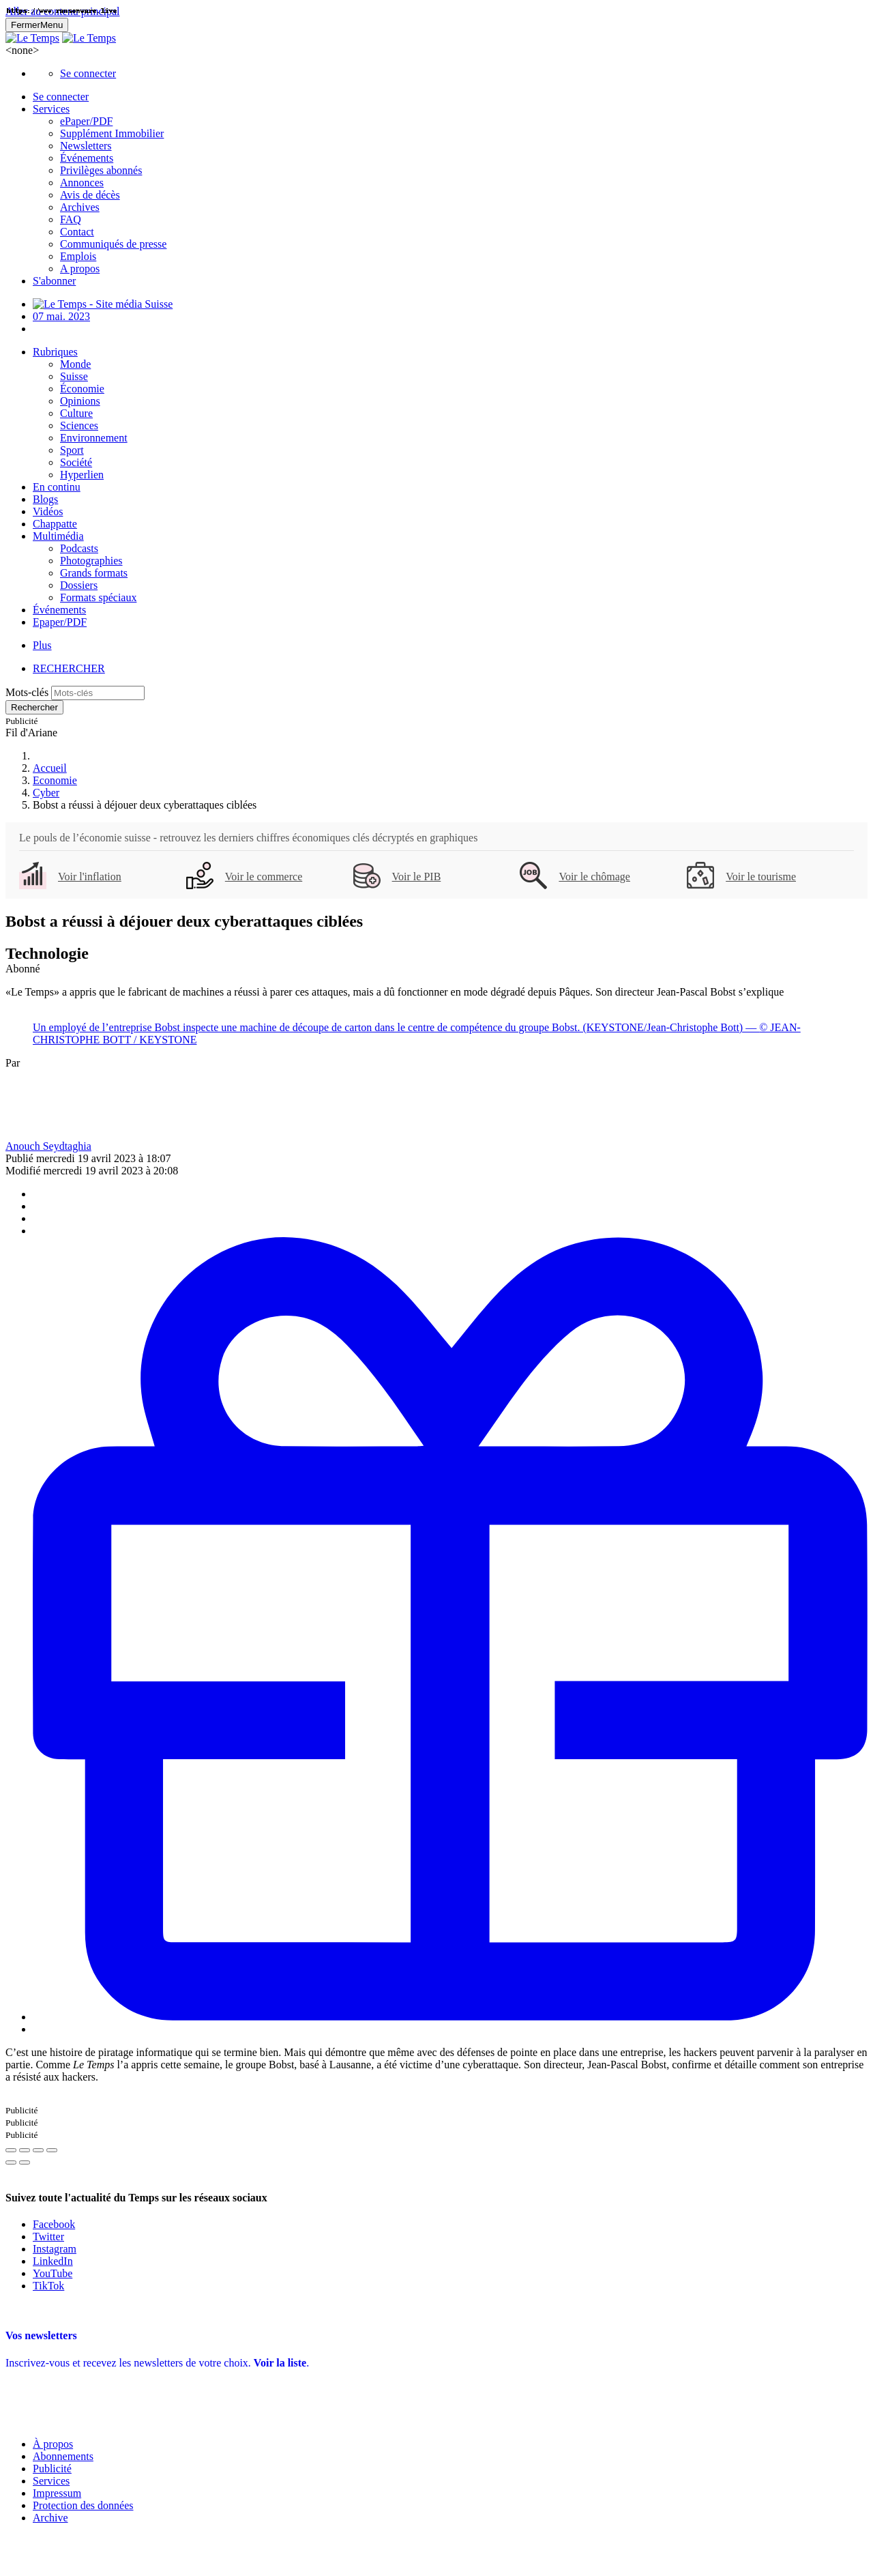 Aller au contenu principal
FermerMenu
Le Temps Le Temps
<none>
Se connecter
Se connecter
Services
ePaper/PDF
Supplément Immobilier
Newsletters
Événements
Privilèges abonnés
Annonces
Avis de décès
Archives
FAQ
Contact
Communiqués de presse
Emplois
A propos
S'abonner
Le Temps - Site média Suisse
07 mai. 2023
Rubriques
Monde
Suisse
Économie
Opinions
Culture
Sciences
Environnement
Sport
Société
Hyperlien
En continu
Blogs
Vidéos
Chappatte
Multimédia
Podcasts
Photographies
Grands formats
Dossiers
Formats spéciaux
Événements
Epaper/PDF
Plus
RECHERCHER
Mots-clés Mots-clés
Rechercher
Publicité
Fil d'Ariane
1.
2. Accueil
3. Economie
4. Cyber
5. Bobst a réussi à déjouer deux cyberattaques ciblées
Le pouls de l’économie suisse - retrouvez les derniers chiffres économiques clés décryptés en graphiques
Voir l'inflation Voir le commerce Voir le PIB JOB Voir le chômage Voir le tourisme
Bobst a réussi à déjouer deux cyberattaques ciblées
Technologie
Abonné
«Le Temps» a appris que le fabricant de machines a réussi à parer ces attaques, mais a dû fonctionner en mode dégradé depuis Pâques. Son directeur Jean-Pascal Bobst s’explique
Un employé de l’entreprise Bobst inspecte une machine de découpe de carton dans le centre de compétence du groupe Bobst. (KEYSTONE/Jean-Christophe Bott) — © JEAN-
CHRISTOPHE BOTT / KEYSTONE
Par
Anouch Seydtaghia
Publié mercredi 19 avril 2023 à 18:07
Modifié mercredi 19 avril 2023 à 20:08
C’est une histoire de piratage informatique qui se termine bien. Mais qui démontre que même avec des défenses de pointe en place dans une entreprise, les hackers peuvent parvenir à la paralyser en
partie. Comme Le Temps l’a appris cette semaine, le groupe Bobst, basé à Lausanne, a été victime d’une cyberattaque. Son directeur, Jean-Pascal Bobst, confirme et détaille comment son entreprise
a résisté aux hackers.
Publicité
Publicité
Publicité
Suivez toute l'actualité du Temps sur les réseaux sociaux
Facebook
Twitter
Instagram
LinkedIn
YouTube
TikTok
Vos newsletters
Inscrivez-vous et recevez les newsletters de votre choix. Voir la liste.
À propos
Abonnements
Publicité
Services
Impressum
Protection des données
Archive